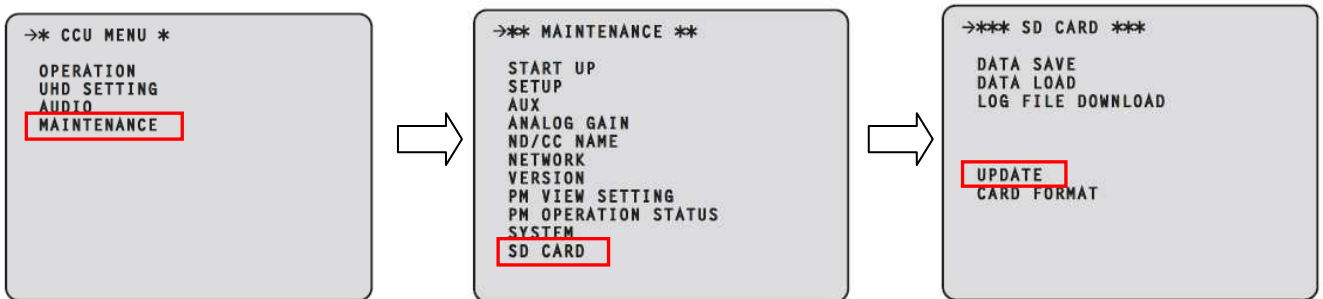 →* CCU MENU *
OPERATION
UHD SETTING
AUDIO
MAINTENANCE
→** MAINTENANCE **
START UP
SETUP
AUX
ANALOG GAIN
ND/CC NAME
NETWORK
VERSION
PM VIEW SETTING
PM OPERATION STATUS
SYSTEM
SD CARD
→*** SD CARD ***
DATA SAVE
DATA LOAD
LOG FILE DOWNLOAD
UPDATE
CARD FORMAT